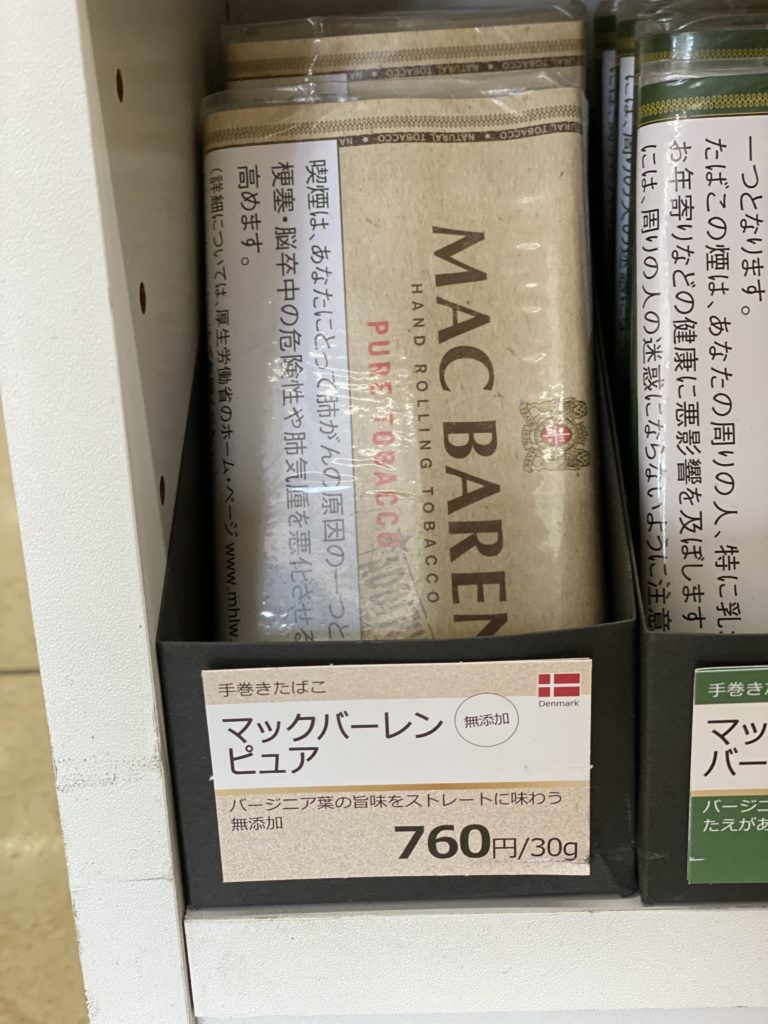 NATURAL TOBACCO
NATURAL TOBACCO
MAC BAREN
HAND ROLLING TOBACCO
PURE TOBACCO
喫煙は、あなたにとって肺がんの原因の一つと
梗塞・脳卒中の危険性や肺気腫を悪化させる
高めます。
(詳細については、厚生労働省のホーム・ページ www.mhlw
一つとなります。
たばこの煙は、あなたの周りの人、特に乳
お年寄りなどの健康に悪影響を及ぼします
には、周りの人の迷惑にならないように注意
手巻きたばこ
Denmark
マックバーレン
無添加
ピュア
バージニア葉の旨味をストレートに味わう
無添加
760円/30g
手巻きた
マッ
バー
バージニ
たえがあ